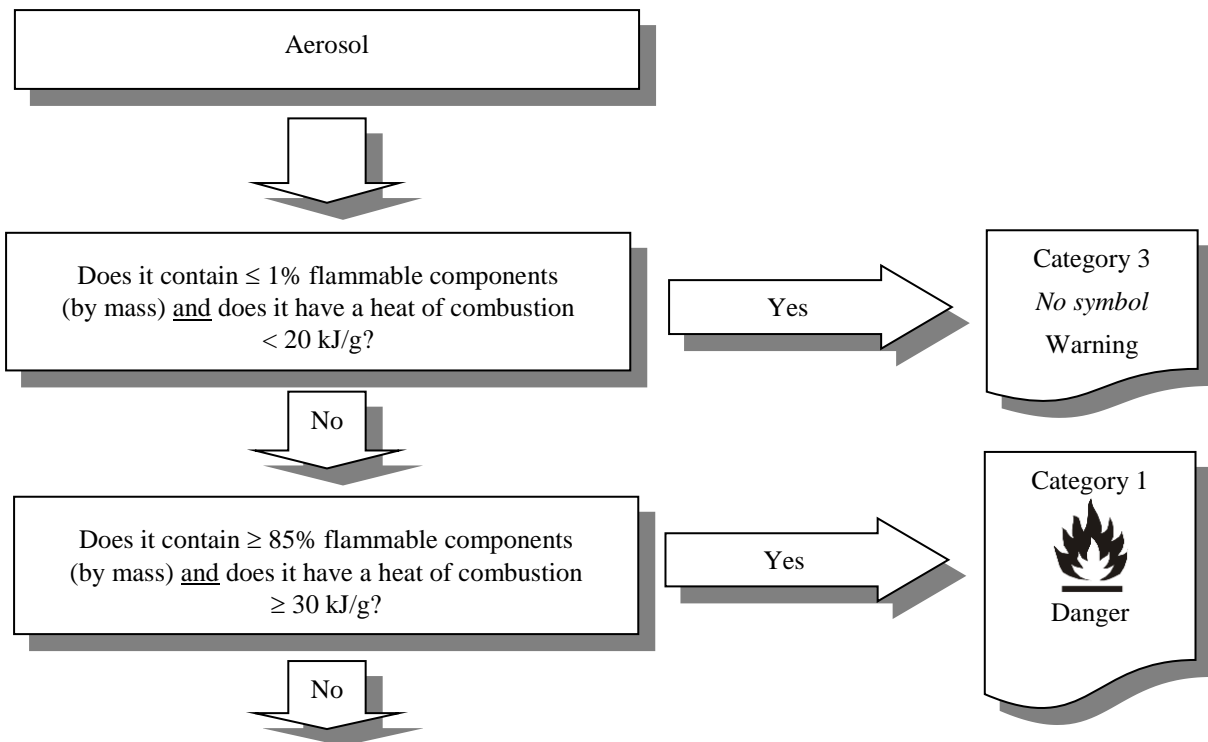 Aerosol
Does it contain ≤ 1% flammable components
(by mass) and does it have a heat of combustion
< 20 kJ/g?
Yes
Category 3
No symbol
Warning
No
Does it contain ≥ 85% flammable components
(by mass) and does it have a heat of combustion
≥ 30 kJ/g?
Yes
Category 1
Danger
No